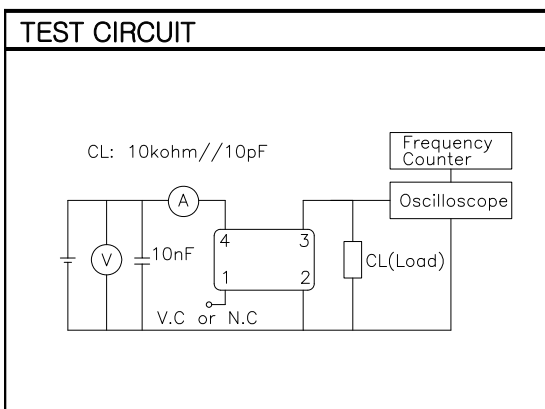 TEST CIRCUIT
CL: 10kohm//10pF
Frequency
Counter
Oscilloscope
A
V
10nF
4
3
1
2
CL(Load)
V.C or N.C